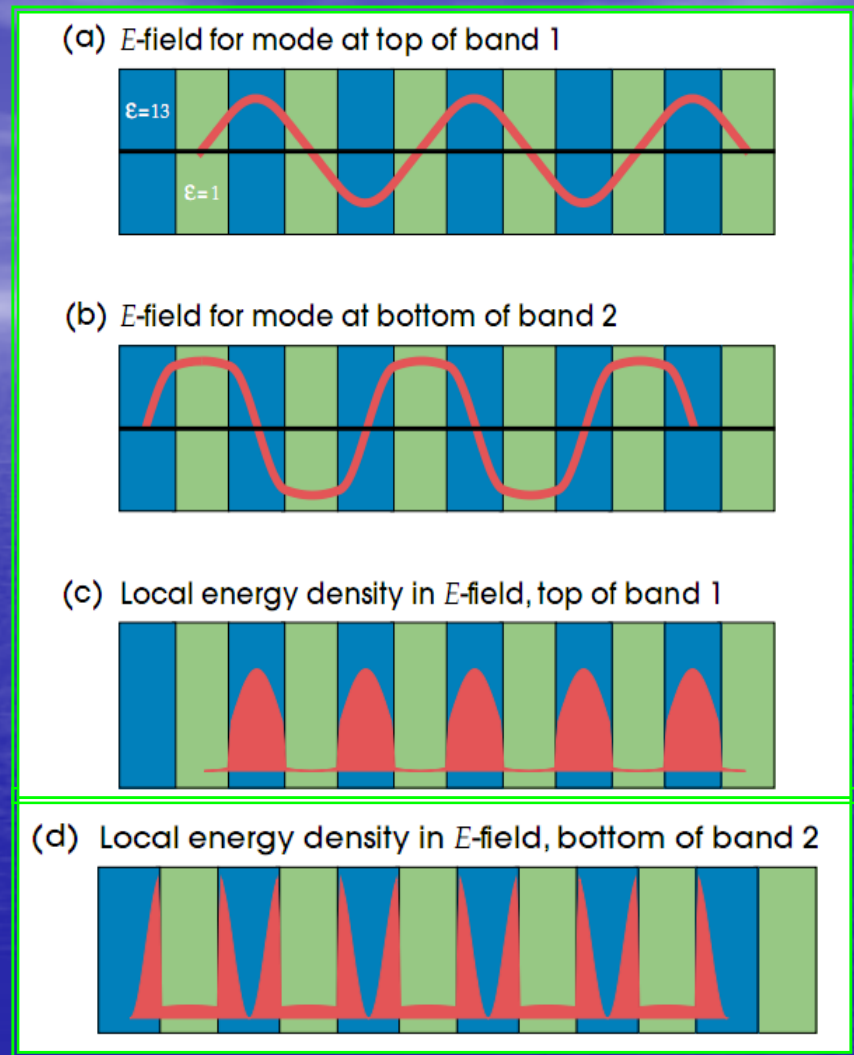 (a) E-field for mode at top of band 1
ε=13
ε=1
(b) E-field for mode at bottom of band 2
(c) Local energy density in E-field, top of band 1
(d) Local energy density in E-field, bottom of band 2